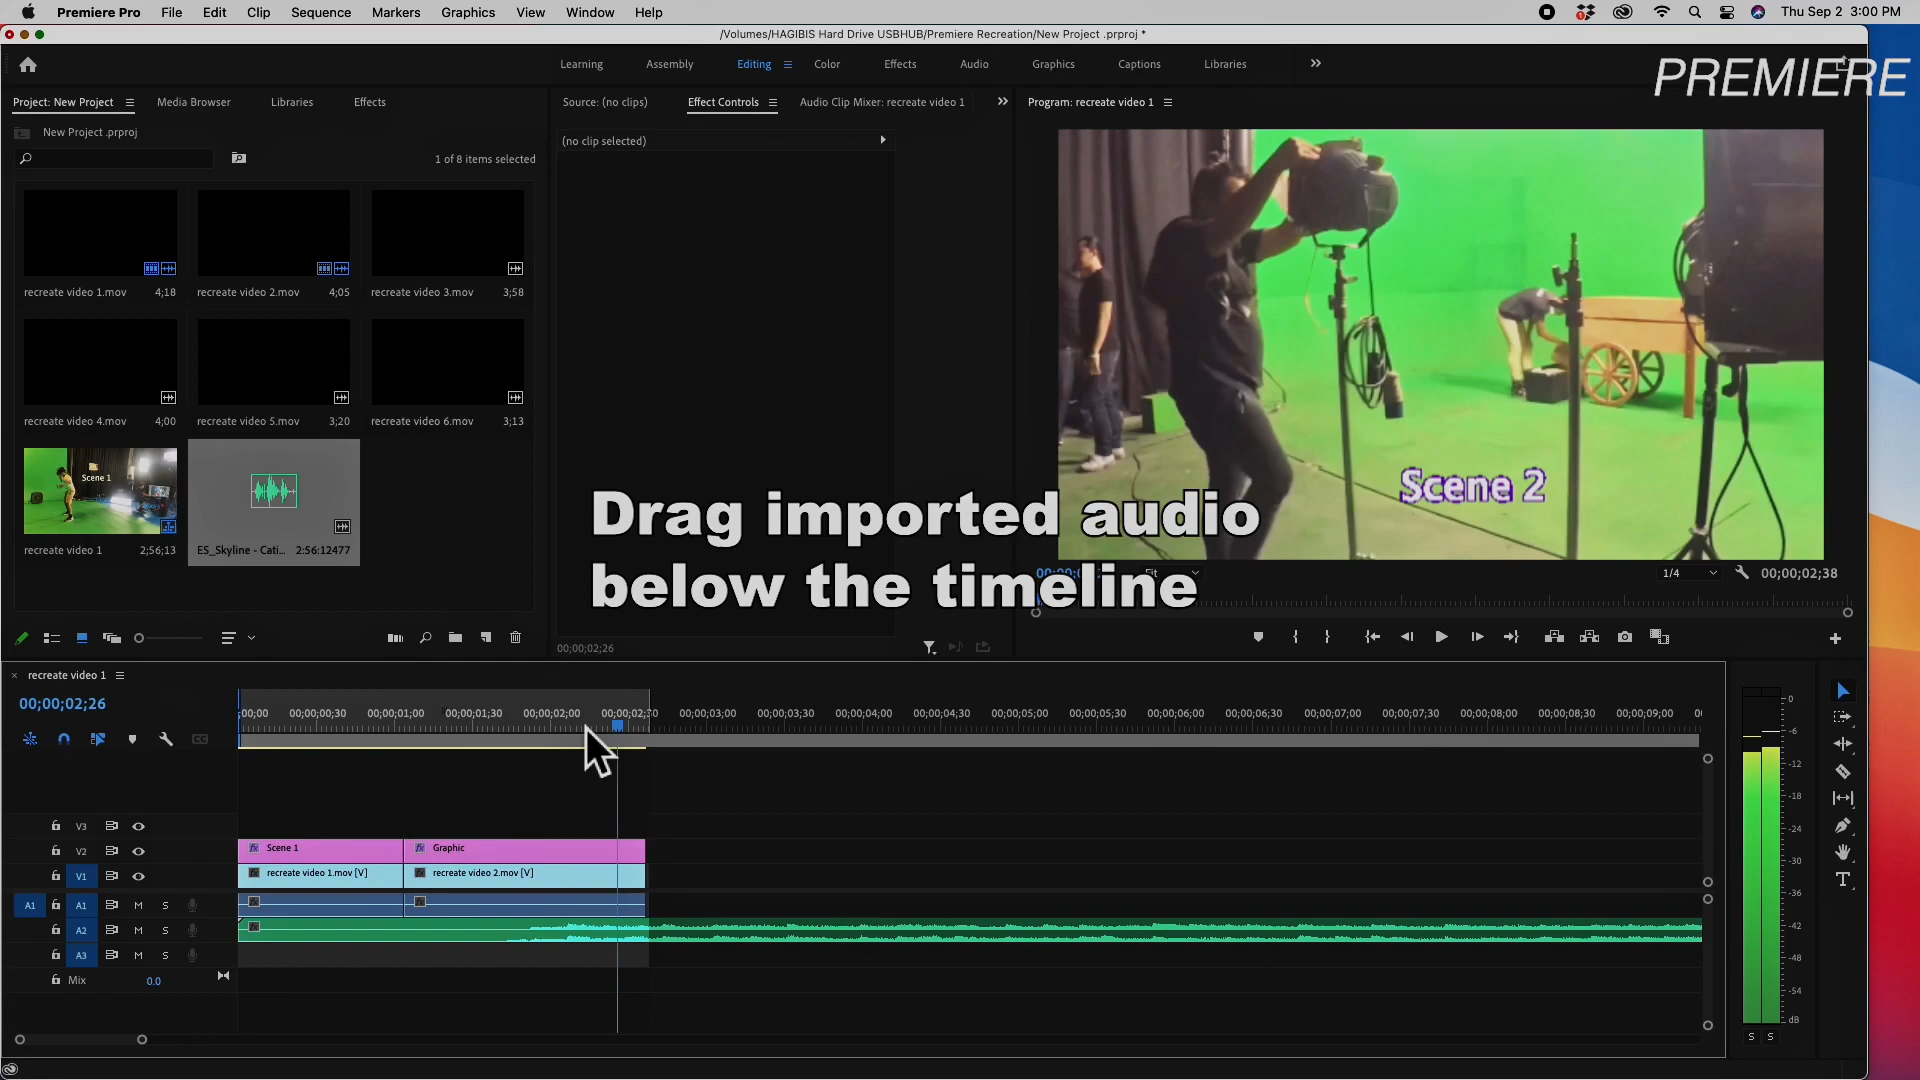 Premiere Pro File Edit Clip Sequence Markers Graphics View Window Help Thu Sep 2 3:00 PM
/Volumes/HAGIBIS Hard Drive USBHUB/Premiere Recreation/New Project .prproj *
Learning Assembly Editing Color Effects Audio Graphics Captions Libraries
PREMIERE
Project: New Project Media Browser Libraries Effects
New Project .prproj
1 of 8 items selected
recreate video 1.mov 4;18 recreate video 2.mov 4;05 recreate video 3.mov 3;58
recreate video 4.mov 4;00 recreate video 5.mov 3;20 recreate video 6.mov 3;13
Scene 1
recreate video 1 2;56;13 ES_Skyline - Cati... 2:56:12477
Source: (no clips) Effect Controls Audio Clip Mixer: recreate video 1
(no clip selected)
00;00;02;26
Program: recreate video 1
Scene 2
Drag imported audio
below the timeline
Fit 1/4 00;00;02;38
recreate video 1
00;00;02;26
;00;00 00;00;00;30 00;00;01;00 00;00;01;30 00;00;02;00 00;00;02;30 00;00;03;00 00;00;03;30 00;00;04;00 00;00;04;30 00;00;05;00 00;00;05;30 00;00;06;00 00;00;06;30 00;00;07;00 00;00;07;30 00;00;08;00 00;00;08;30 00;00;09;00
V3
V2 Scene 1 Graphic
V1 recreate video 1.mov [V] recreate video 2.mov [V]
A1 A1 M S
A2 M S
A3 M S
Mix 0.0
0
-6
-12
-18
-24
-30
-36
-42
-48
-54
dB
S S